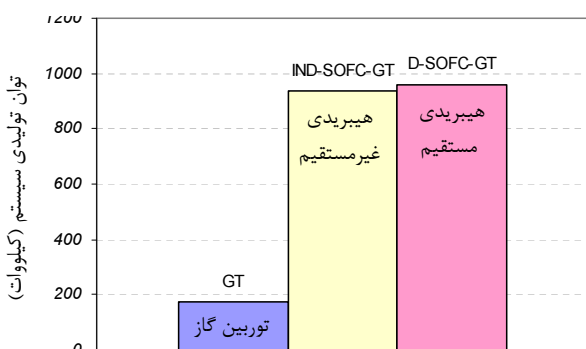 1200
1000
800
600
400
200
0
توان تولیدی سیستم (کیلووات)
IND-SOFC-GT
D-SOFC-GT
هیبریدی
غیرمستقیم
هیبریدی
مستقیم
GT
توربین گاز